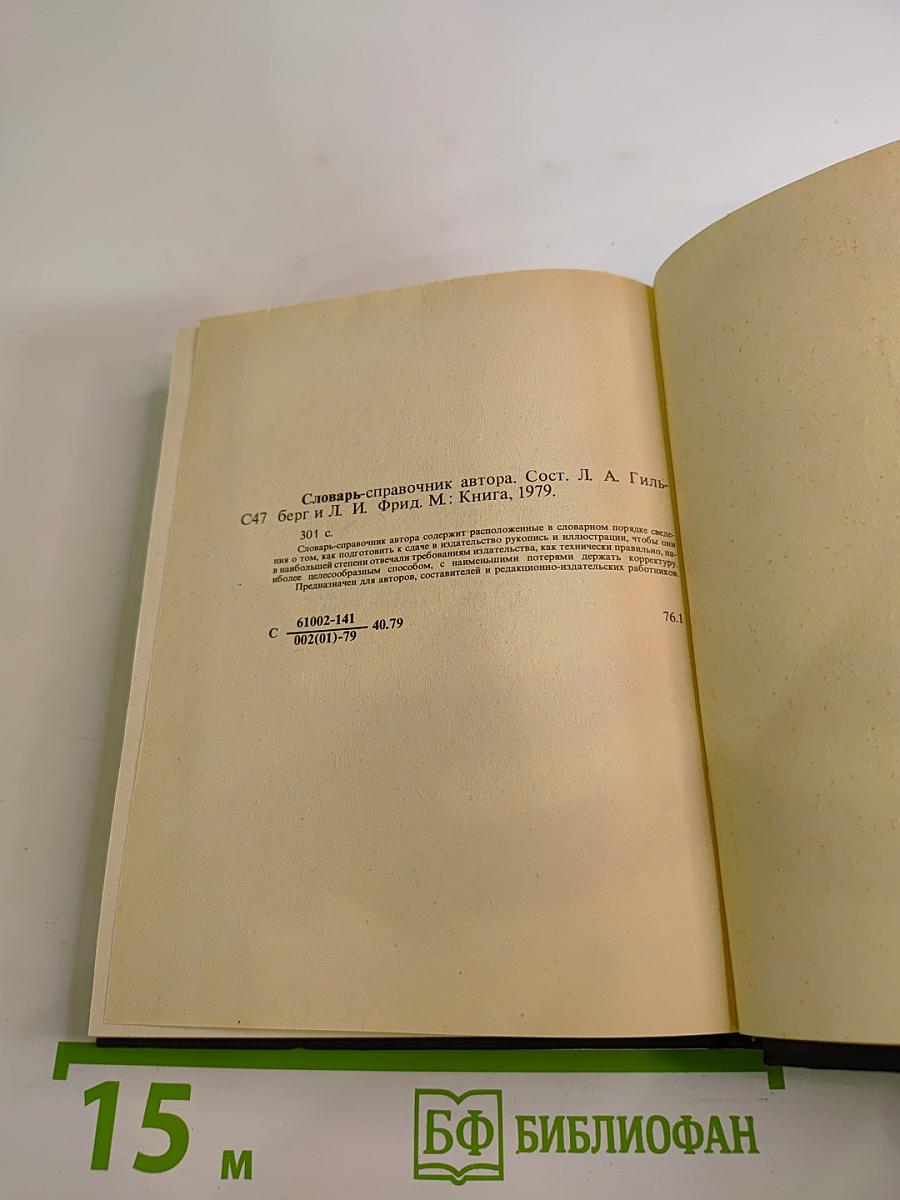 Словарь-справочник автора. Сост. Л. А. Гиль-
С47 берг и Л. И. Фрид. М.: Книга, 1979.
301 с.
Словарь-справочник автора содержит расположенные в словарном порядке сведе-
ния о том, как подготовить к сдаче в издательство рукопись и иллюстрации, чтобы они
в наибольшей степени отвечали требованиям издательства, как технически правильно, на-
иболее целесообразным способом, с наименьшими потерями держать корректуру.
Предназначен для авторов, составителей и редакционно-издательских работников.
61002-141
С 40.79 76.1
002(01)-79
15 м
БФ БИБЛИОФАН